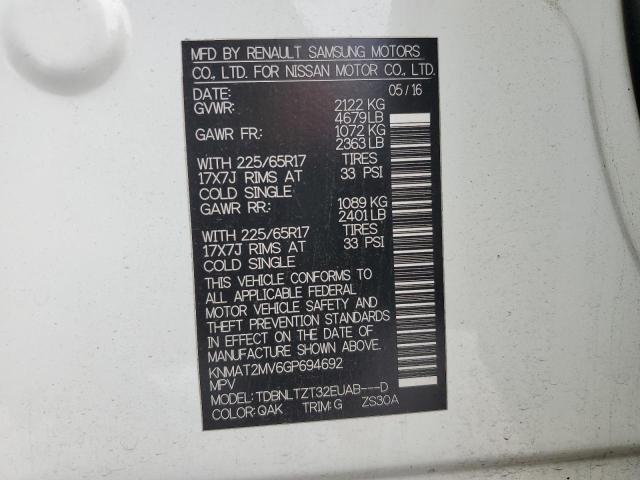 MFD BY RENAULT SAMSUNG MOTORS
CO., LTD. FOR NISSAN MOTOR CO., LTD.
DATE: 05/16
GVWR: 2122 KG
4679 LB
GAWR FR: 1072 KG
2363 LB
WITH 225/65R17 TIRES
17X7J RIMS AT 33 PSI
COLD SINGLE
GAWR RR: 1089 KG
2401 LB
WITH 225/65R17 TIRES
17X7J RIMS AT 33 PSI
COLD SINGLE
THIS VEHICLE CONFORMS TO
ALL APPLICABLE FEDERAL
MOTOR VEHICLE SAFETY AND
THEFT PREVENTION STANDARDS
IN EFFECT ON THE DATE OF
MANUFACTURE SHOWN ABOVE.
KNMAT2MV6GP694692
MPV
MODEL: TDBNLTZT32EUAB---D
COLOR: QAK TRIM: G ZS30A